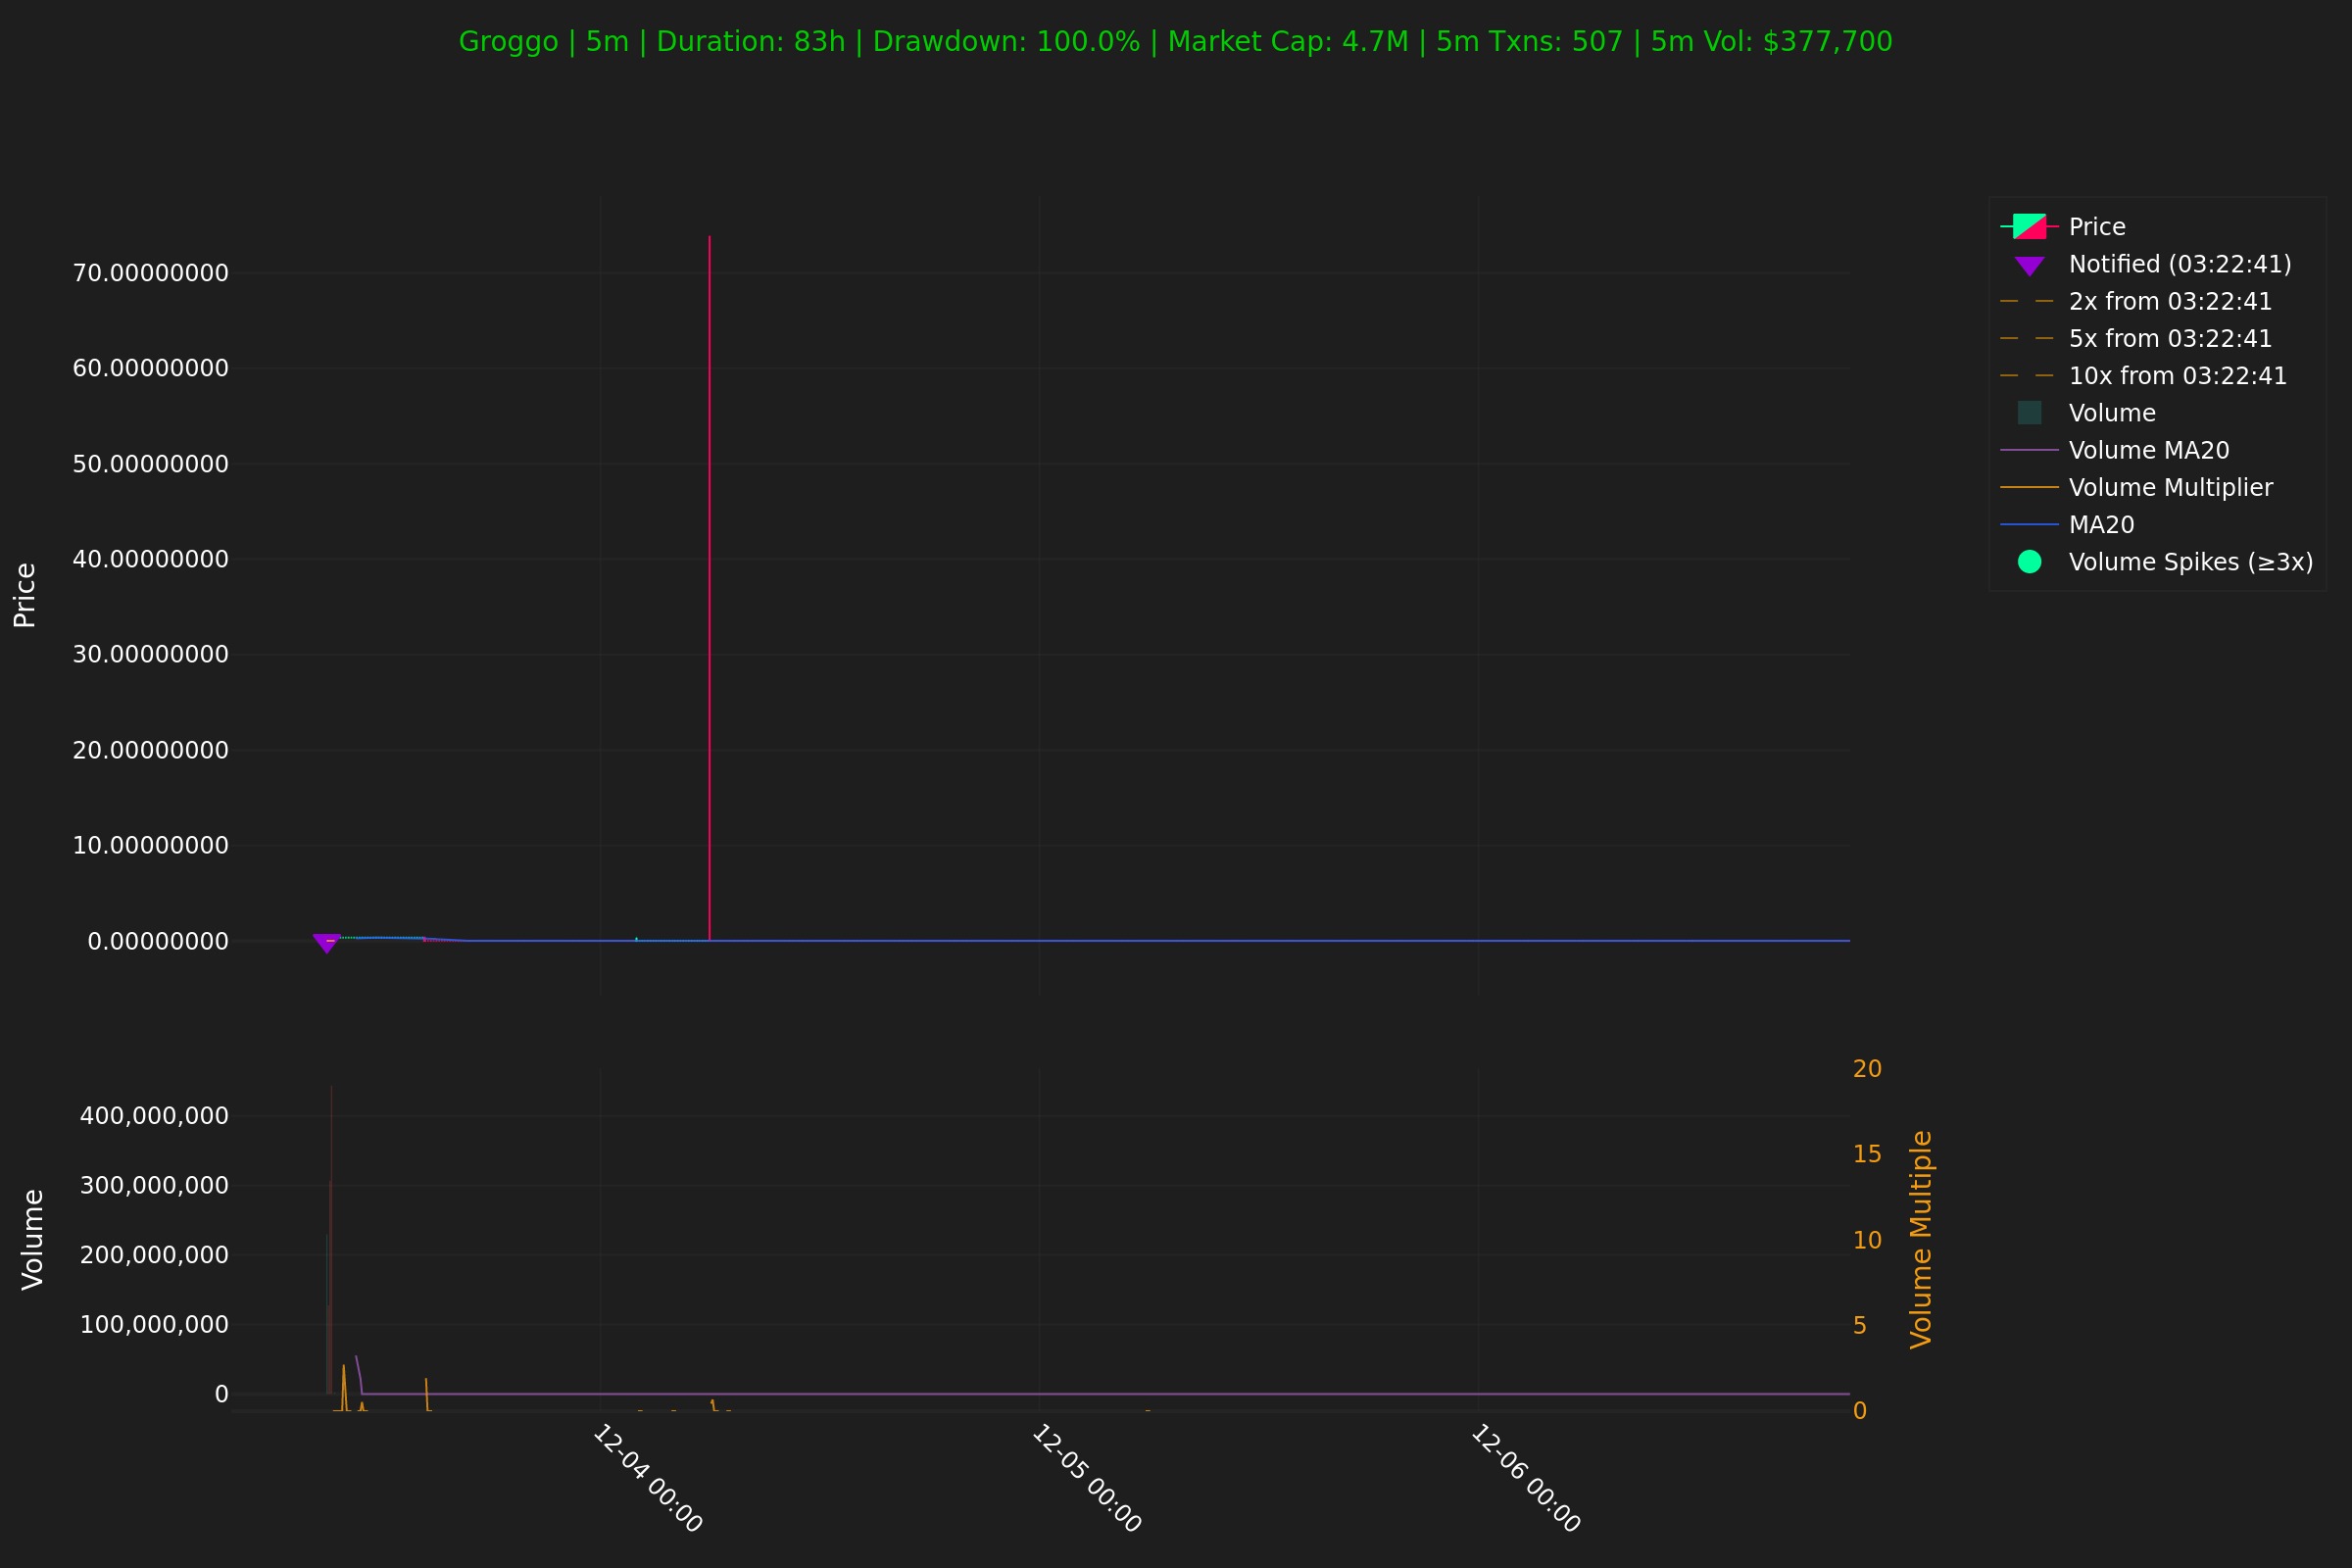 Groggo | 5m | Duration: 83h | Drawdown: 100.0% | Market Cap: 4.7M | 5m Txns: 507 | 5m Vol: $377,700
Price
70.00000000
60.00000000
50.00000000
40.00000000
30.00000000
20.00000000
10.00000000
0.00000000
Price
Notified (03:22:41)
2x from 03:22:41
5x from 03:22:41
10x from 03:22:41
Volume
Volume MA20
Volume Multiplier
MA20
Volume Spikes (≥3x)
Volume
400,000,000
300,000,000
200,000,000
100,000,000
0
20
15
10
5
0
Volume Multiple
12-04 00:00
12-05 00:00
12-06 00:00